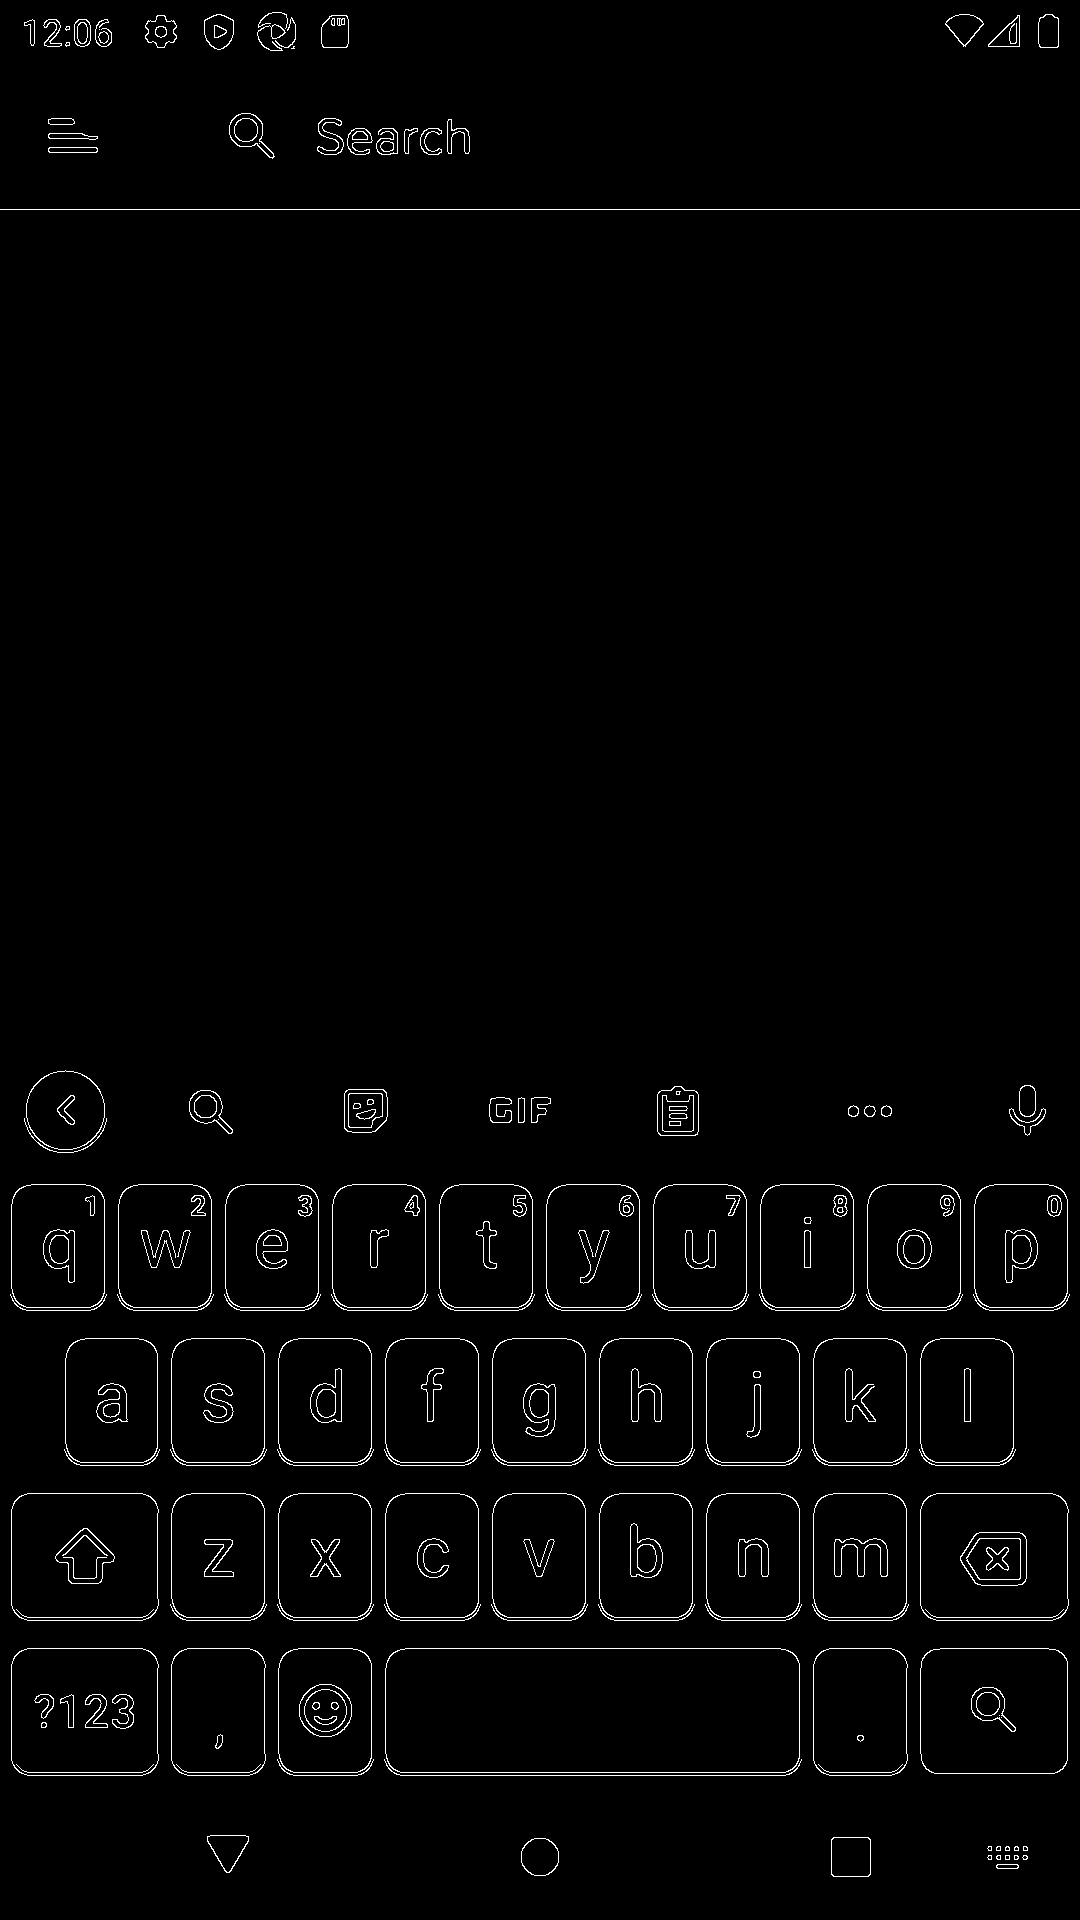 12:06
Search
GIF
1 2 3 4 5 6 7 8 9 0
q w e r t y u i o p
a s d f g h j k l
z x c v b n m
?123 , .